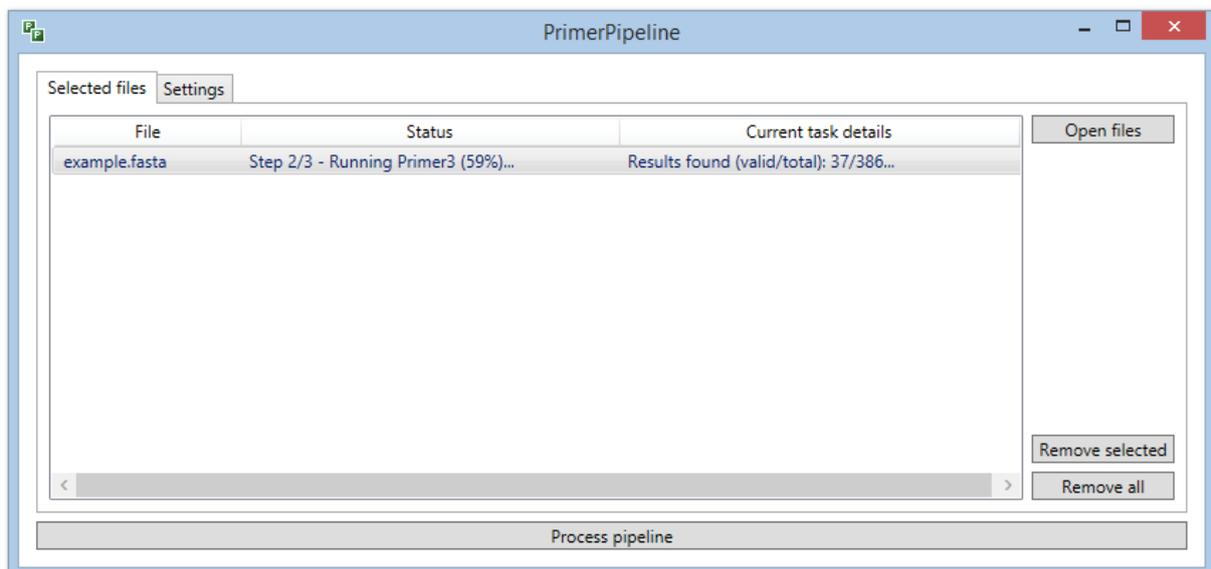 PrimerPipeline
Selected files Settings
File Status Current task details Open files
example.fasta Step 2/3 - Running Primer3 (59%)... Results found (valid/total): 37/386...
Remove selected
Remove all
Process pipeline